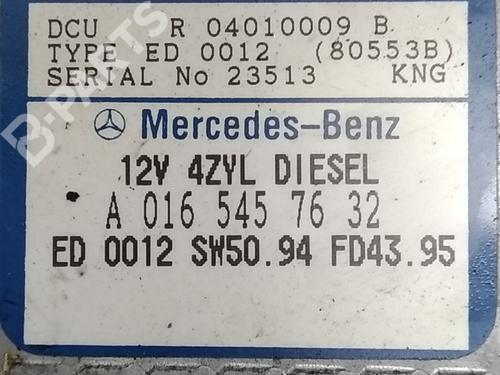 DCU R 04010009 B
TYPE ED 0012 (80553B)
SERIAL No 23513 KNG
Mercedes-Benz
12V 4ZYL DIESEL
A 016 545 76 32
ED 0012 SW50.94 FD43.95
B-PARTS